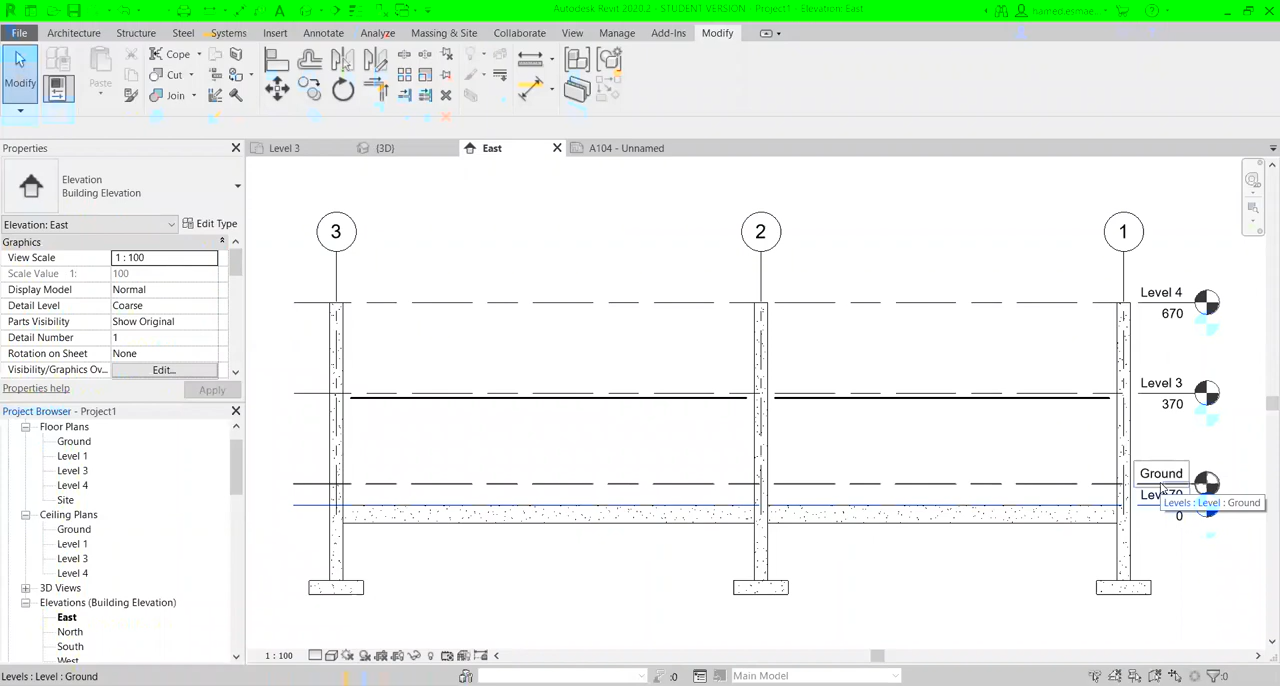 Autodesk Revit 2020.2 - STUDENT VERSION - Project1 - Elevation: East
hamed.esmae...
File Architecture Structure Steel Systems Insert Annotate Analyze Massing & Site Collaborate View Manage Add-Ins Modify
Modify
Paste
Cope
Cut
Join
Properties
Level 3
{3D}
East
A104 - Unnamed
Elevation
Building Elevation
Elevation: East
Edit Type
Graphics
View Scale 1 : 100
Scale Value 1: 100
Display Model Normal
Detail Level Coarse
Parts Visibility Show Original
Detail Number 1
Rotation on Sheet None
Visibility/Graphics Ov... Edit...
Properties help
Apply
Project Browser - Project1
Floor Plans
Ground
Level 1
Level 3
Level 4
Site
Ceiling Plans
Ground
Level 1
Level 3
Level 4
3D Views
Elevations (Building Elevation)
East
North
South
West
3
2
1
Level 4
670
Level 3
370
Ground
70
Levels : Level : Ground
0
1 : 100
Levels : Level : Ground
:0
Main Model
:0